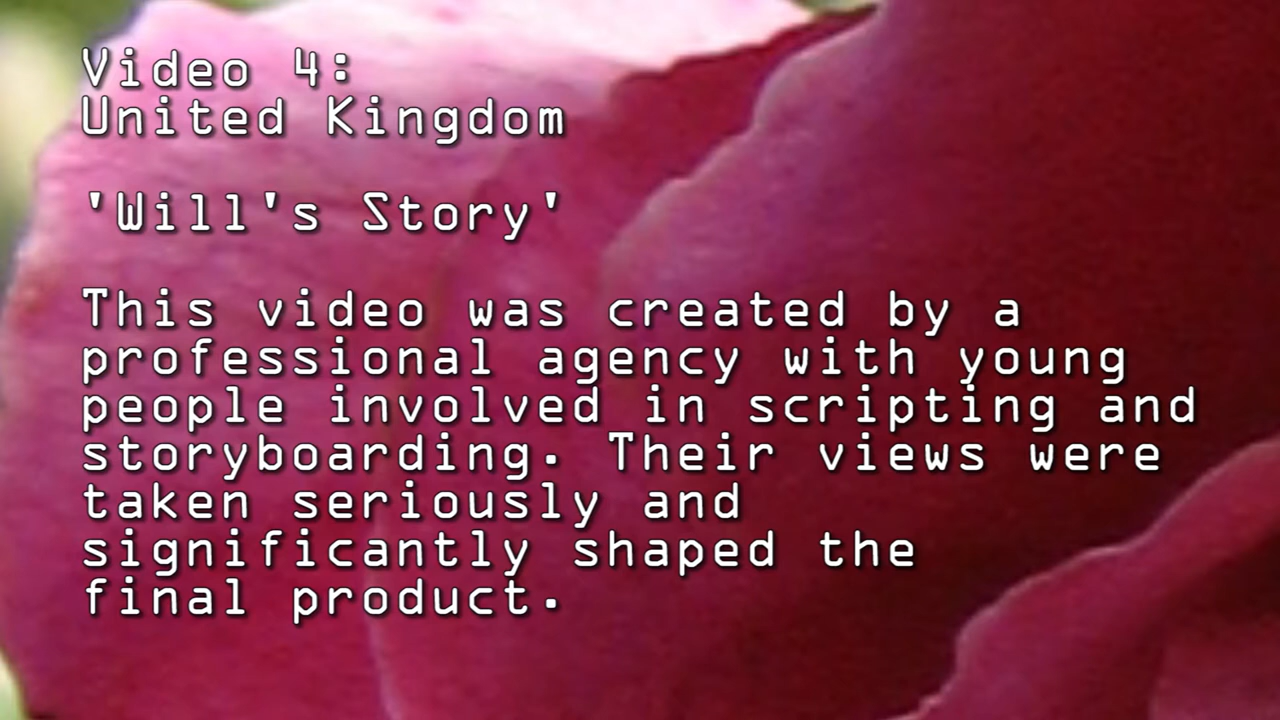 Video 4:
United Kingdom
'Will's Story'
This video was created by a
professional agency with young
people involved in scripting and
storyboarding. Their views were
taken seriously and
significantly shaped the
final product.